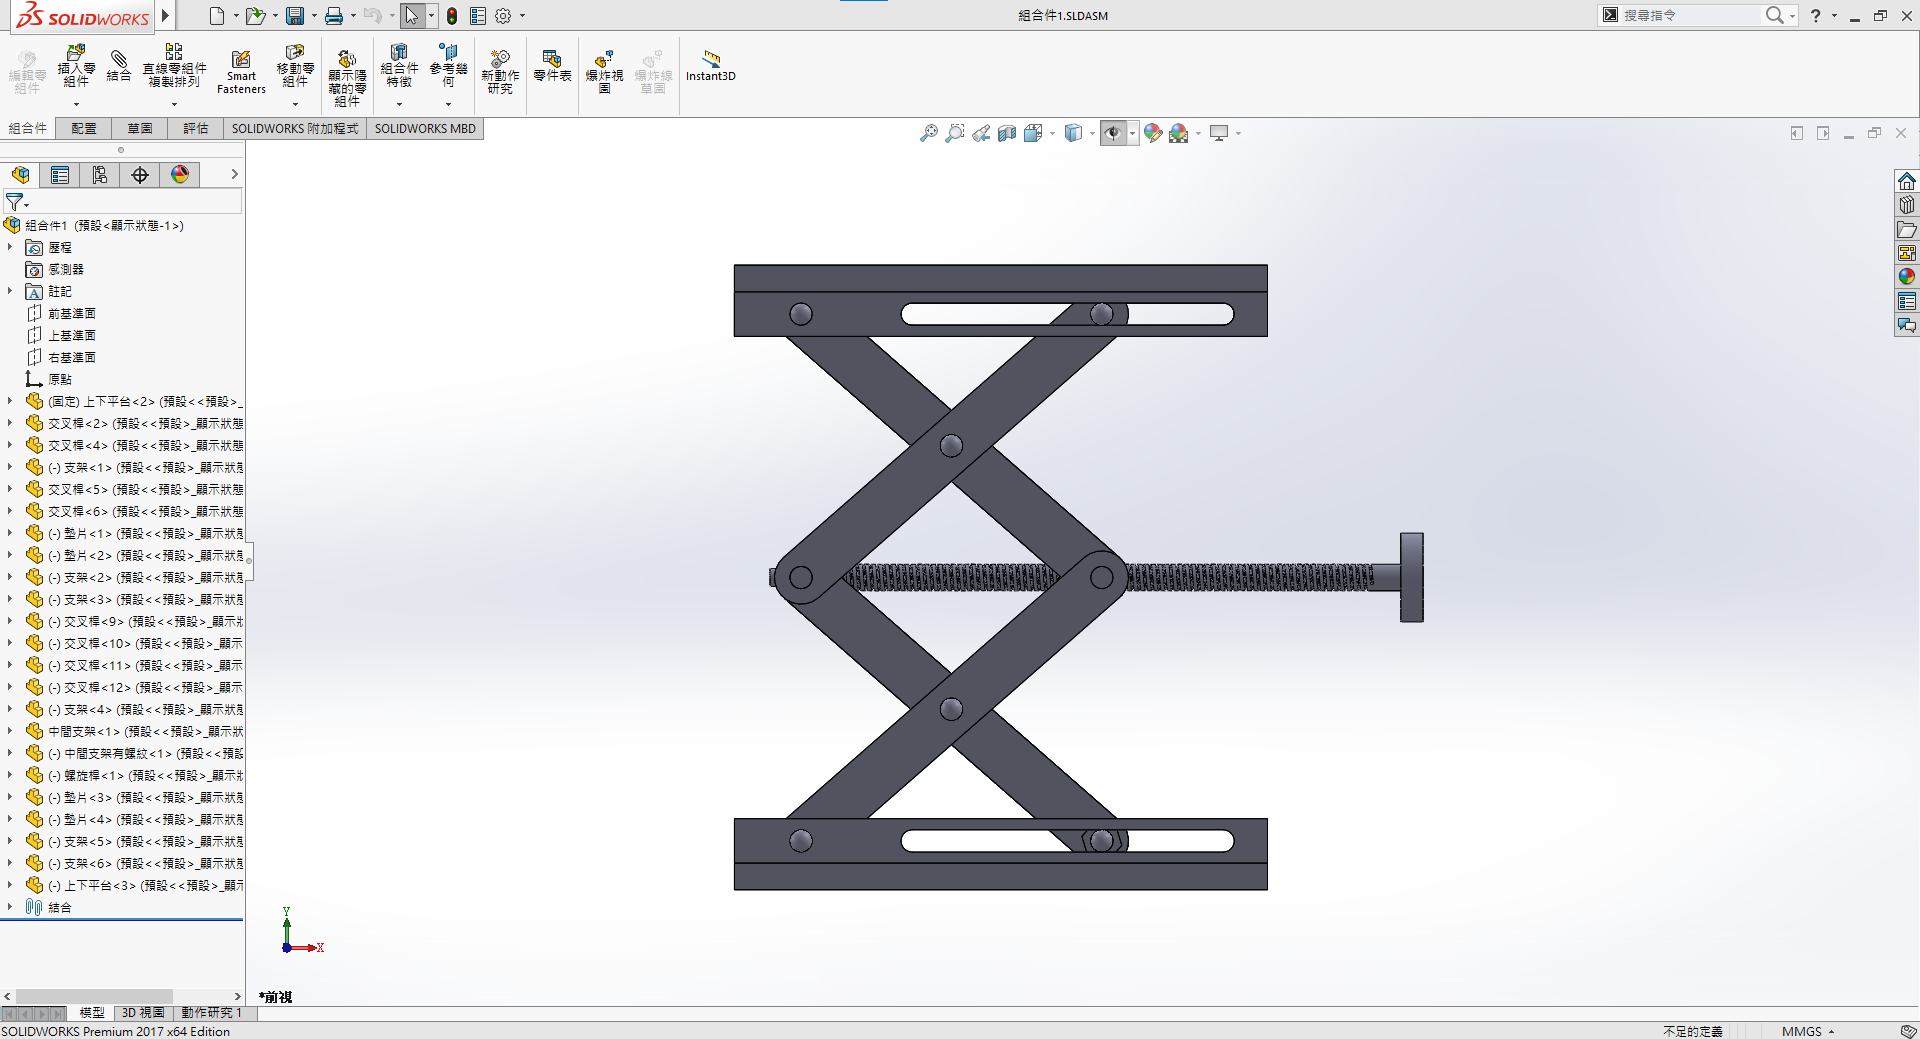 SOLIDWORKS
組合件1.SLDASM
搜尋指令
編輯零組件
插入零組件
結合
直線零組件複製排列
Smart Fasteners
移動零組件
顯示隱藏的零組件
組合件特徵
參考幾何
新動作研究
零件表
爆炸視圖
爆炸線草圖
Instant3D
組合件
配置
草圖
評估
SOLIDWORKS 附加程式
SOLIDWORKS MBD
組合件1 (預設<顯示狀態-1>)
歷程
感測器
註記
前基準面
上基準面
右基準面
原點
(固定) 上下平台<2> (預設<<預設>_
交叉桿<2> (預設<<預設>_顯示狀態
交叉桿<4> (預設<<預設>_顯示狀態
(-) 支架<1> (預設<<預設>_顯示狀態
交叉桿<5> (預設<<預設>_顯示狀態
交叉桿<6> (預設<<預設>_顯示狀態
(-) 墊片<1> (預設<<預設>_顯示狀態
(-) 墊片<2> (預設<<預設>_顯示狀態
(-) 支架<2> (預設<<預設>_顯示狀態
(-) 支架<3> (預設<<預設>_顯示狀態
(-) 交叉桿<9> (預設<<預設>_顯示狀
(-) 交叉桿<10> (預設<<預設>_顯示
(-) 交叉桿<11> (預設<<預設>_顯示
(-) 交叉桿<12> (預設<<預設>_顯示
(-) 支架<4> (預設<<預設>_顯示狀態
中間支架<1> (預設<<預設>_顯示狀
(-) 中間支架有螺紋<1> (預設<<預設
(-) 螺旋桿<1> (預設<<預設>_顯示狀
(-) 墊片<3> (預設<<預設>_顯示狀態
(-) 墊片<4> (預設<<預設>_顯示狀態
(-) 支架<5> (預設<<預設>_顯示狀態
(-) 支架<6> (預設<<預設>_顯示狀態
(-) 上下平台<3> (預設<<預設>_顯示
結合
Y
X
*前視
模型
3D 視圖
動作研究 1
SOLIDWORKS Premium 2017 x64 Edition
不足的定義
MMGS